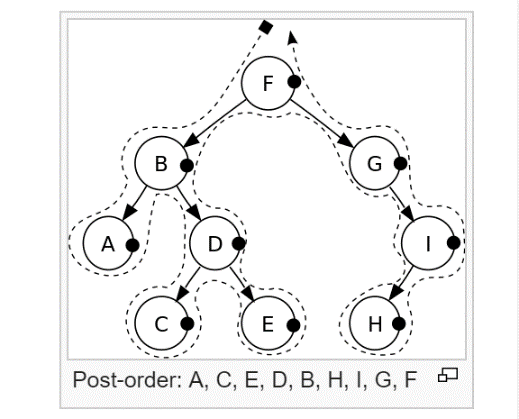 F
B
G
A
D
I
C
E
H
Post-order: A, C, E, D, B, H, I, G, F